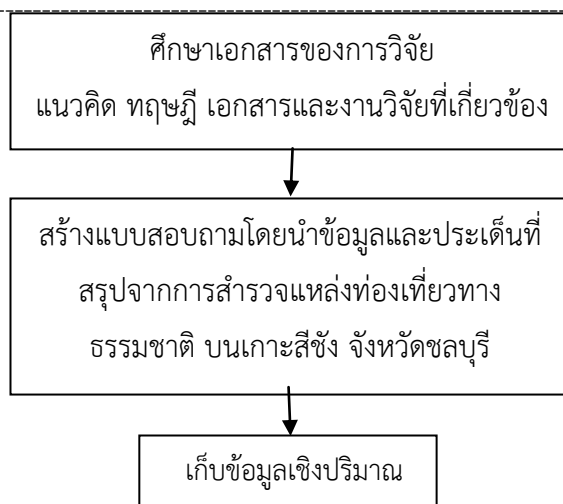 ศึกษาเอกสารของการวิจัย
แนวคิด ทฤษฎี เอกสารและงานวิจัยที่เกี่ยวข้อง
สร้างแบบสอบถามโดยนำข้อมูลและประเด็นที่
สรุปจากการสำรวจแหล่งท่องเที่ยวทาง
ธรรมชาติ บนเกาะสีชัง จังหวัดชลบุรี
เก็บข้อมูลเชิงปริมาณ